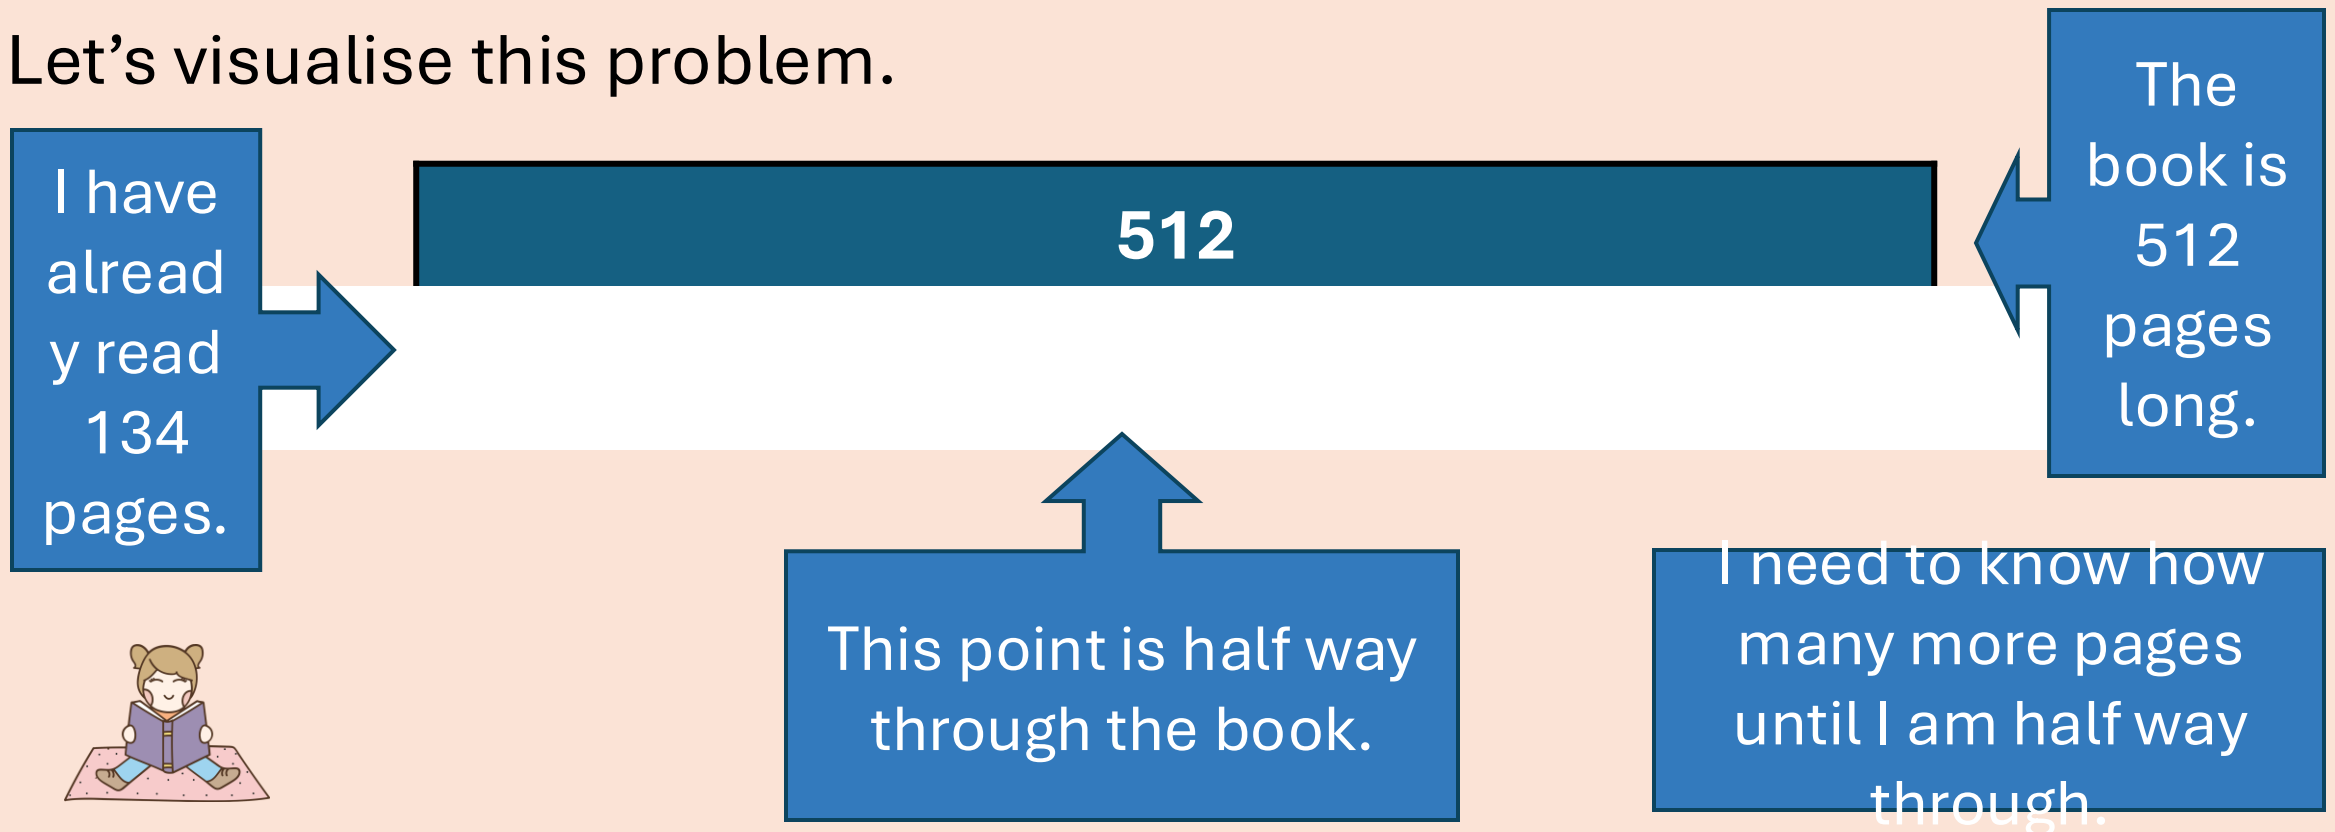 Let’s visualise this problem.
I have
alread
y read
134
pages.
512
The
book is
512
pages
long.
This point is half way
through the book.
I need to know how
many more pages
until I am half way
through.